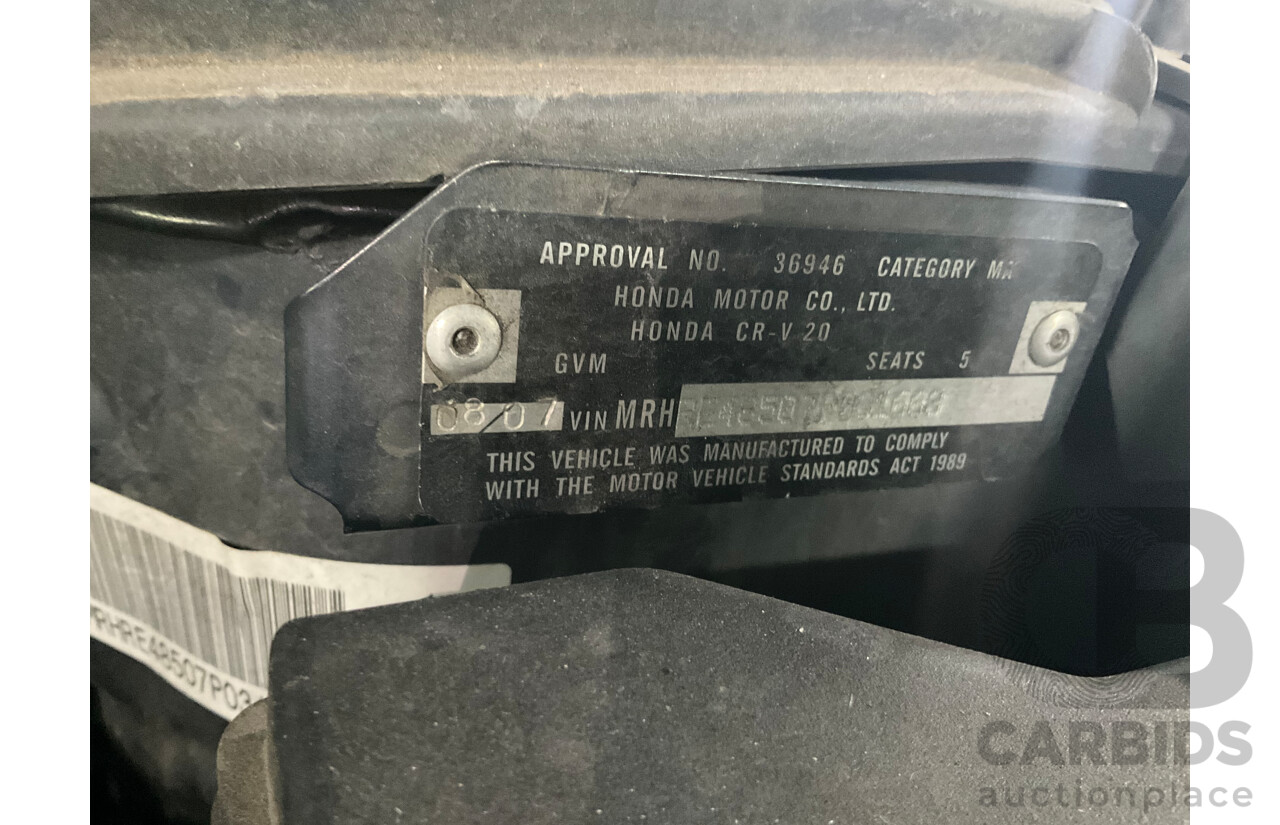 APPROVAL NO. 36946 CATEGORY
HONDA MOTOR CO., LTD.
HONDA CR-V 20
GVM SEATS 5
08/07 VIN MRH
THIS VEHICLE WAS MANUFACTURED TO COMPLY
WITH THE MOTOR VEHICLE STANDARDS ACT 1989
RHRE48507P03
CARBIDS
auctionplace